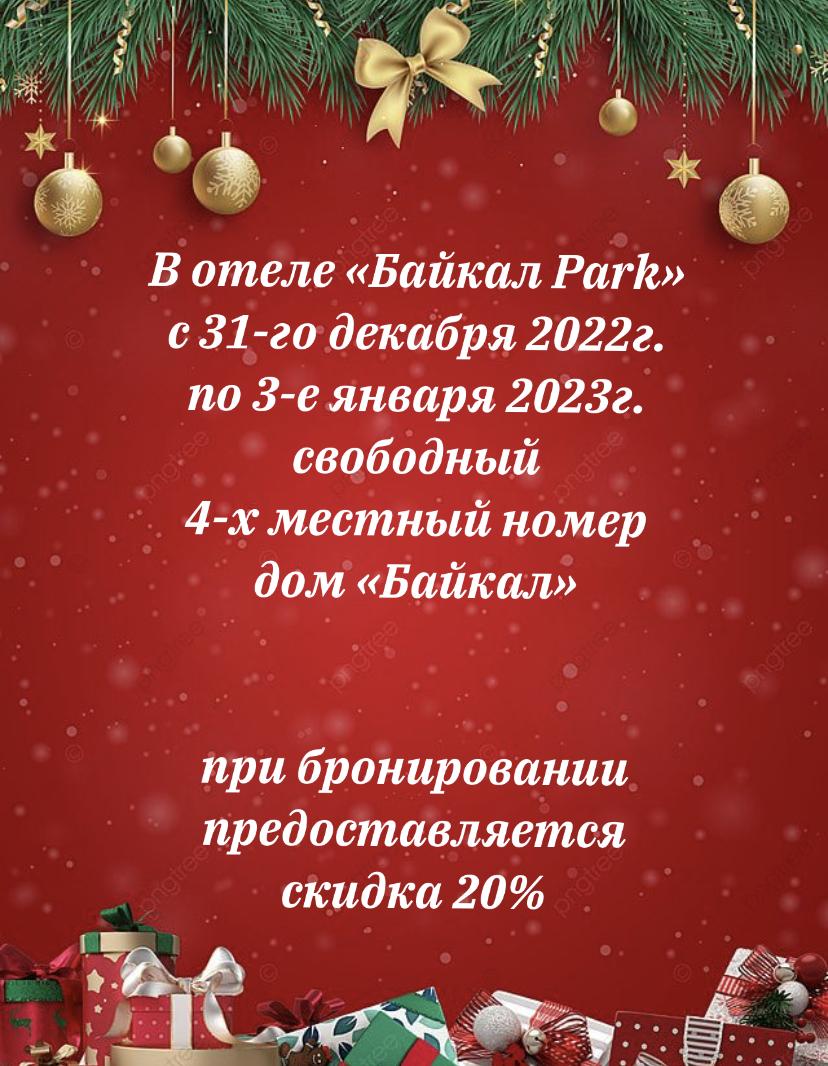 В отеле «Байкал Park»
с 31-го декабря 2022г.
по 3-е января 2023г.
свободный
4-х местный номер
дом «Байкал»
при бронировании
предоставляется
скидка 20%